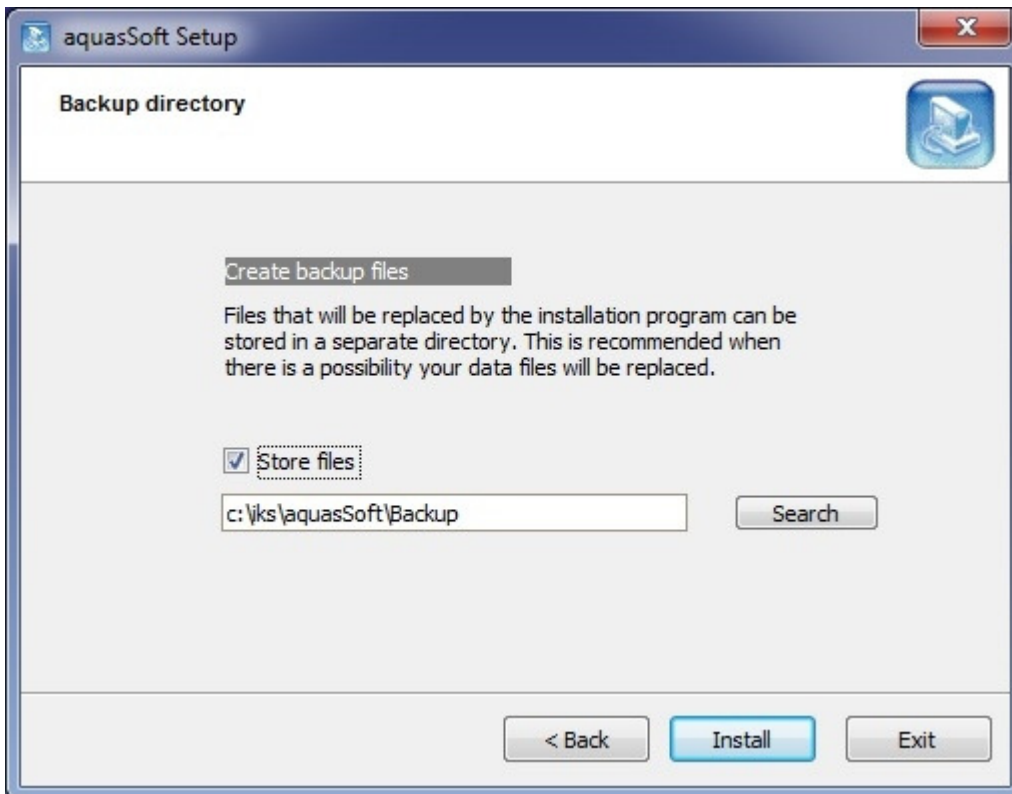 aquasSoft Setup
Backup directory
Create backup files
Files that will be replaced by the installation program can be
stored in a separate directory. This is recommended when
there is a possibility your data files will be replaced.
Store files
c:\iks\aquasSoft\Backup
Search
< Back
Install
Exit